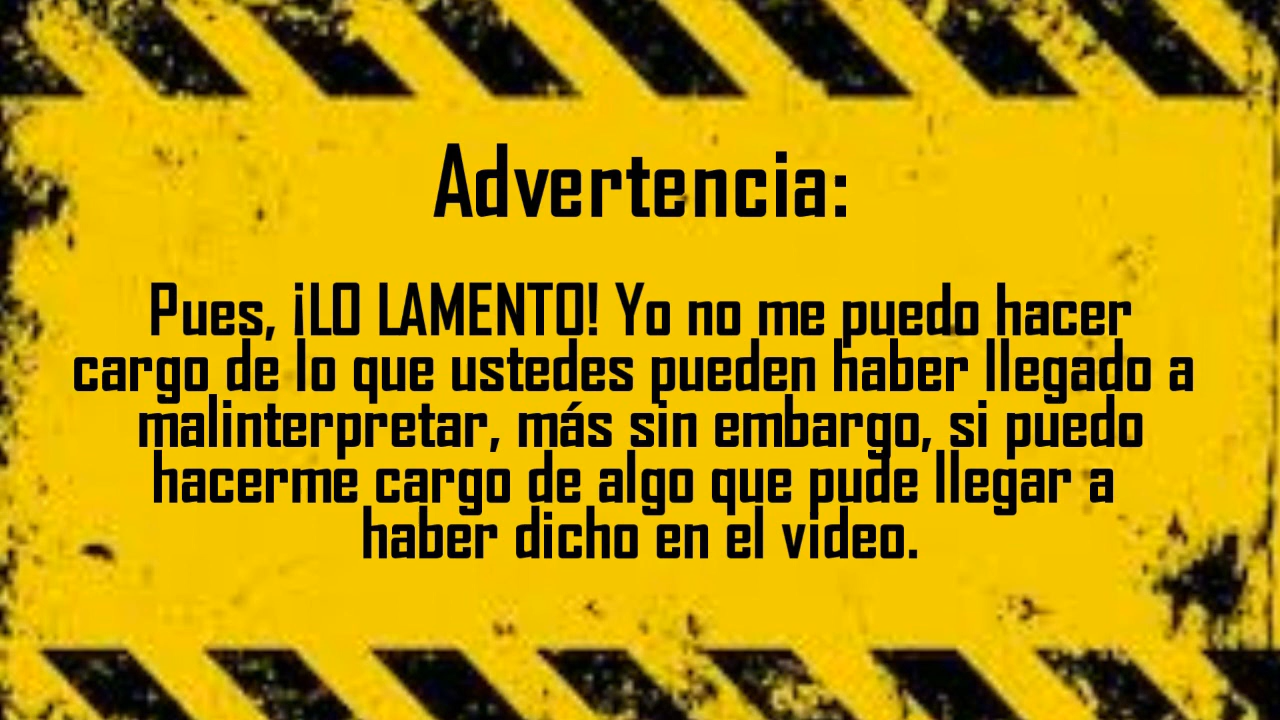 Advertencia:
Pues, ¡LO LAMENTO! Yo no me puedo hacer
cargo de lo que ustedes pueden haber llegado a
malinterpretar, más sin embargo, si puedo
hacerme cargo de algo que pude llegar a
haber dicho en el video.